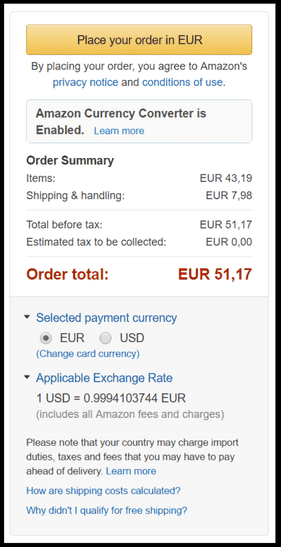 Place your order in EUR
By placing your order, you agree to Amazon's
privacy notice and conditions of use.
Amazon Currency Converter is
Enabled. Learn more
Order Summary
Items: EUR 43,19
Shipping & handling: EUR 7,98
Total before tax: EUR 51,17
Estimated tax to be collected: EUR 0,00
Order total: EUR 51,17
Selected payment currency
EUR USD
(Change card currency)
Applicable Exchange Rate
1 USD = 0.9994103744 EUR
(includes all Amazon fees and charges)
Please note that your country may charge import
duties, taxes and fees that you may have to pay
ahead of delivery. Learn more
How are shipping costs calculated?
Why didn't I qualify for free shipping?